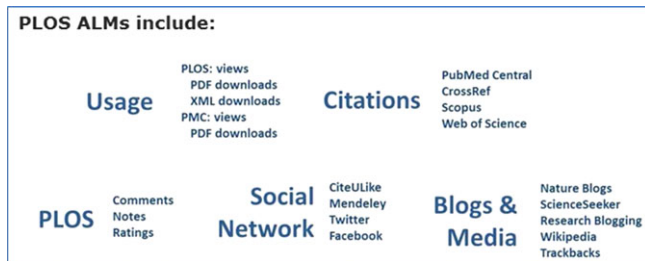 PLOS ALMs include:
Usage
PLOS: views
PDF downloads
XML downloads
PMC: views
PDF downloads
Citations
PubMed Central
CrossRef
Scopus
Web of Science
PLOS
Comments
Notes
Ratings
Social
Network
CiteULike
Mendeley
Twitter
Facebook
Blogs &
Media
Nature Blogs
ScienceSeeker
Research Blogging
Wikipedia
Trackbacks